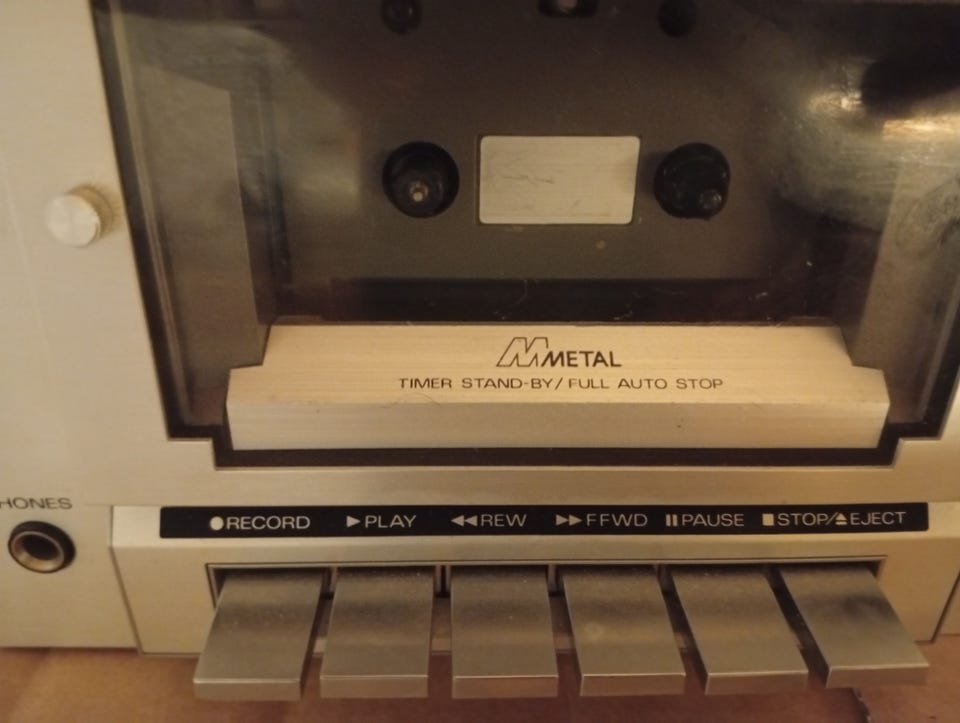 METAL
TIMER STAND-BY/FULL AUTO STOP
HONES
●RECORD ▶PLAY ◀◀REW ▶▶FFWD ❚❚PAUSE ■STOP/⏏EJECT